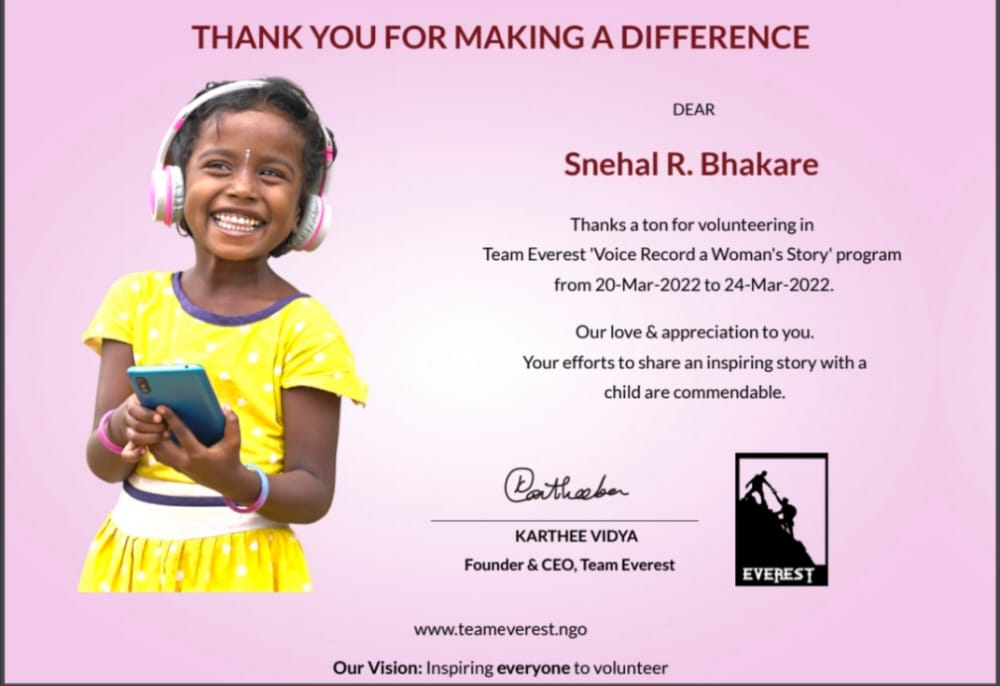 THANK YOU FOR MAKING A DIFFERENCE
DEAR
Snehal R. Bhakare
Thanks a ton for volunteering in
Team Everest 'Voice Record a Woman's Story' program
from 20-Mar-2022 to 24-Mar-2022.
Our love & appreciation to you.
Your efforts to share an inspiring story with a
child are commendable.
KARTHEE VIDYA
Founder & CEO, Team Everest
EVEREST
www.teameverest.ngo
Our Vision: Inspiring everyone to volunteer